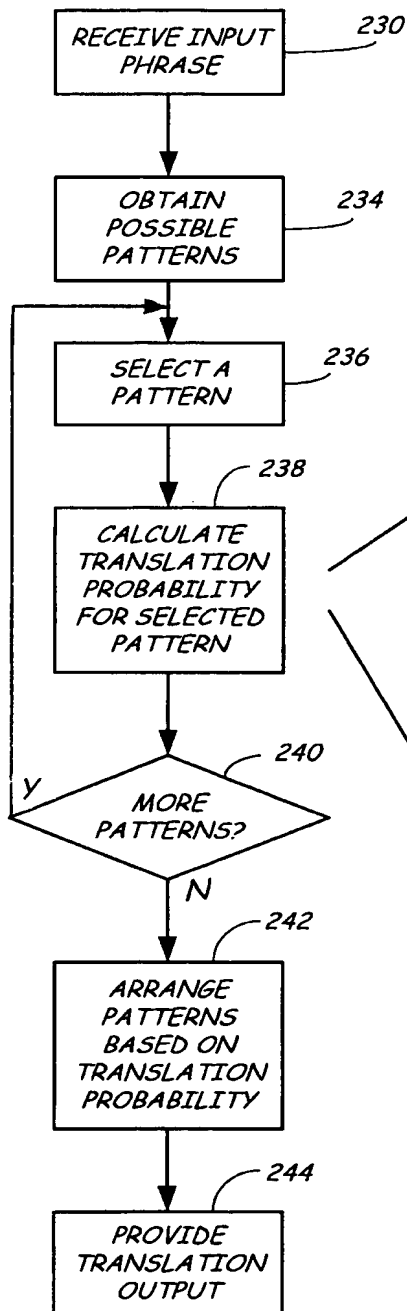 RECEIVE INPUT
PHRASE
230
OBTAIN
POSSIBLE
PATTERNS
234
SELECT A
PATTERN
236
238
CALCULATE
TRANSLATION
PROBABILITY
FOR SELECTED
PATTERN
240
Y
MORE
PATTERNS?
N
242
ARRANGE
PATTERNS
BASED ON
TRANSLATION
PROBABILITY
244
PROVIDE
TRANSLATION
OUTPUT